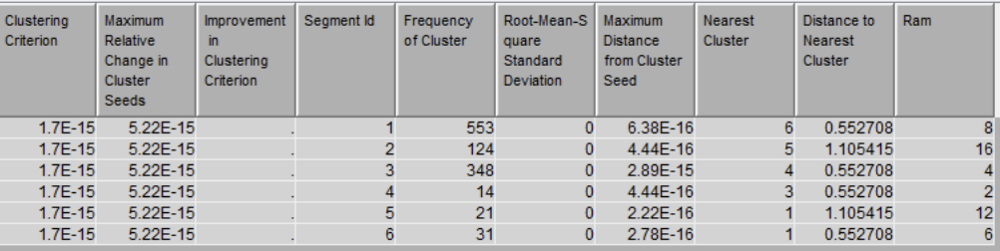 Clustering Criterion Maximum Relative Change in Cluster Seeds Improvement in Clustering Criterion Segment Id Frequency of Cluster Root-Mean-Square Standard Deviation Maximum Distance from Cluster Seed Nearest Cluster Distance to Nearest Cluster Ram
1.7E-15 5.22E-15 . 1 553 0 6.38E-16 6 0.552708 8
1.7E-15 5.22E-15 . 2 124 0 4.44E-16 5 1.105415 16
1.7E-15 5.22E-15 . 3 348 0 2.89E-15 4 0.552708 4
1.7E-15 5.22E-15 . 4 14 0 4.44E-16 3 0.552708 2
1.7E-15 5.22E-15 . 5 21 0 2.22E-16 1 1.105415 12
1.7E-15 5.22E-15 . 6 31 0 2.78E-16 1 0.552708 6